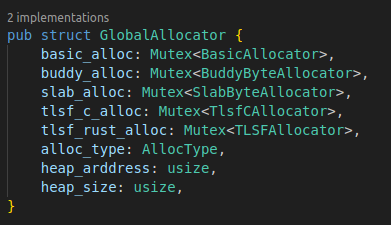 2 implementations
pub struct GlobalAllocator {
    basic_alloc: Mutex<BasicAllocator>,
    buddy_alloc: Mutex<BuddyByteAllocator>,
    slab_alloc: Mutex<SlabByteAllocator>,
    tlsf_c_alloc: Mutex<TlsfCAllocator>,
    tlsf_rust_alloc: Mutex<TLSFAllocator>,
    alloc_type: AllocType,
    heap_arddress: usize,
    heap_size: usize,
}